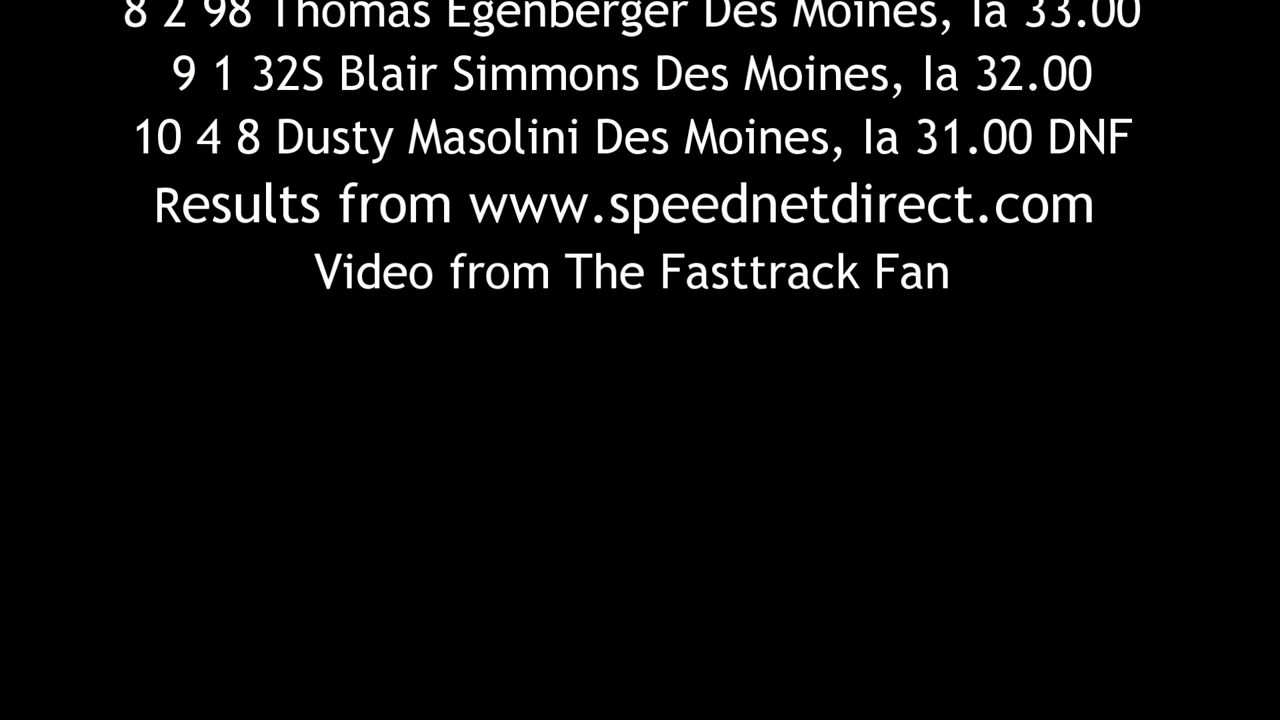 8 2 98 Thomas Egenberger Des Moines, Ia 33.00
9 1 32S Blair Simmons Des Moines, Ia 32.00
10 4 8 Dusty Masolini Des Moines, Ia 31.00 DNF
Results from www.speednetdirect.com
Video from The Fasttrack Fan